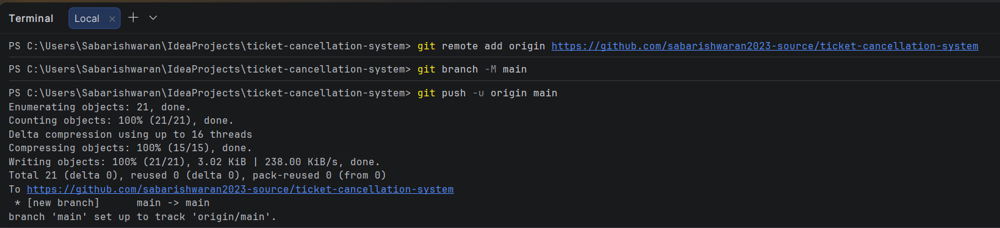 Terminal Local × + ∨
PS C:\Users\Sabarishwaran\IdeaProjects\ticket-cancellation-system> git remote add origin https://github.com/sabarishwaran2023-source/ticket-cancellation-system
PS C:\Users\Sabarishwaran\IdeaProjects\ticket-cancellation-system> git branch -M main
PS C:\Users\Sabarishwaran\IdeaProjects\ticket-cancellation-system> git push -u origin main
Enumerating objects: 21, done.
Counting objects: 100% (21/21), done.
Delta compression using up to 16 threads
Compressing objects: 100% (15/15), done.
Writing objects: 100% (21/21), 3.02 KiB | 238.00 KiB/s, done.
Total 21 (delta 0), reused 0 (delta 0), pack-reused 0 (from 0)
To https://github.com/sabarishwaran2023-source/ticket-cancellation-system
 * [new branch]      main -> main
branch 'main' set up to track 'origin/main'.